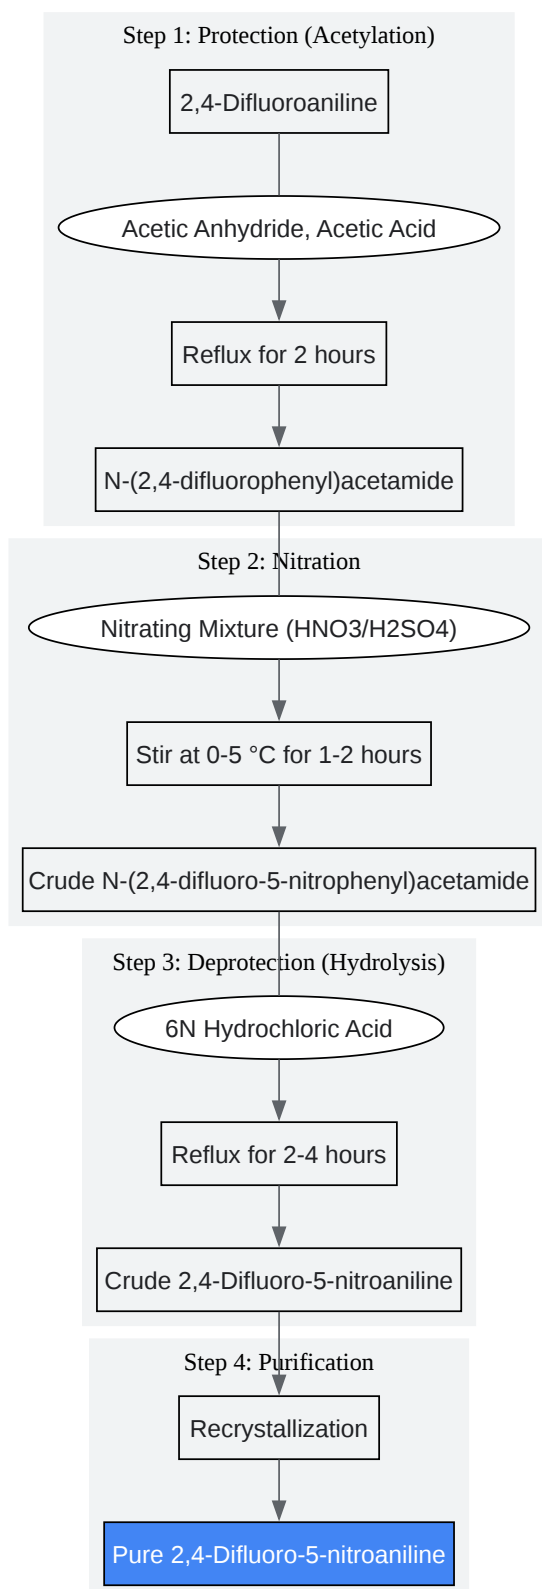 Step 1: Protection (Acetylation)
2,4-Difluoroaniline
Acetic Anhydride, Acetic Acid
Reflux for 2 hours
N-(2,4-difluorophenyl)acetamide
Step 2: Nitration
Nitrating Mixture (HNO3/H2SO4)
Stir at 0-5 °C for 1-2 hours
Crude N-(2,4-difluoro-5-nitrophenyl)acetamide
Step 3: Deprotection (Hydrolysis)
6N Hydrochloric Acid
Reflux for 2-4 hours
Crude 2,4-Difluoro-5-nitroaniline
Step 4: Purification
Recrystallization
Pure 2,4-Difluoro-5-nitroaniline